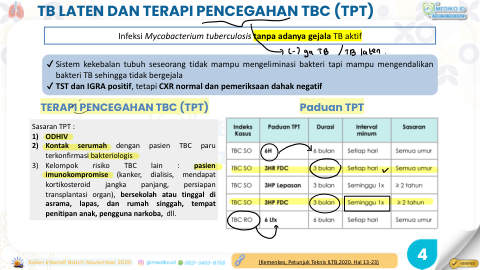 TB LATEN DAN TERAPI PENCEGAHAN TBC (TPT)
Infeksi Mycobacterium tuberculosis tanpa adanya gejala TB aktif
(-) gx TB / TB laten.
✓ Sistem kekebalan tubuh seseorang tidak mampu mengeliminasi bakteri tapi mampu mengendalikan
bakteri TB sehingga tidak bergejala
✓ TST dan IGRA positif, tetapi CXR normal dan pemeriksaan dahak negatif
TERAPI PENCEGAHAN TBC (TPT)
Sasaran TPT :
1) ODHIV
2) Kontak serumah dengan pasien TBC paru
terkonfirmasi bakteriologis
3) Kelompok risiko TBC lain : pasien
imunokompromise (kanker, dialisis, mendapat
kortikosteroid jangka panjang, persiapan
transplantasi organ), bersekolah atau tinggal di
asrama, lapas, dan rumah singgah, tempat
penitipan anak, pengguna narkoba, dll.
Paduan TPT
Indeks Kasus Paduan TPT Durasi Interval minum Sasaran
TBC SO 6H 6 bulan Setiap hari Semua umur
TBC SO 3HR FDC 3 bulan Setiap hari Semua umur
TBC SO 3HP Lepasan 3 bulan Seminggu 1x ≥ 2 tahun
TBC SO 3HP FDC 3 bulan Seminggu 1x ≥ 2 tahun
TBC RO 6 Lfx 6 bulan Setiap hari Semua umur
(Kemenkes, Petunjuk Teknis ILTB 2020, Hal 13-23)
4